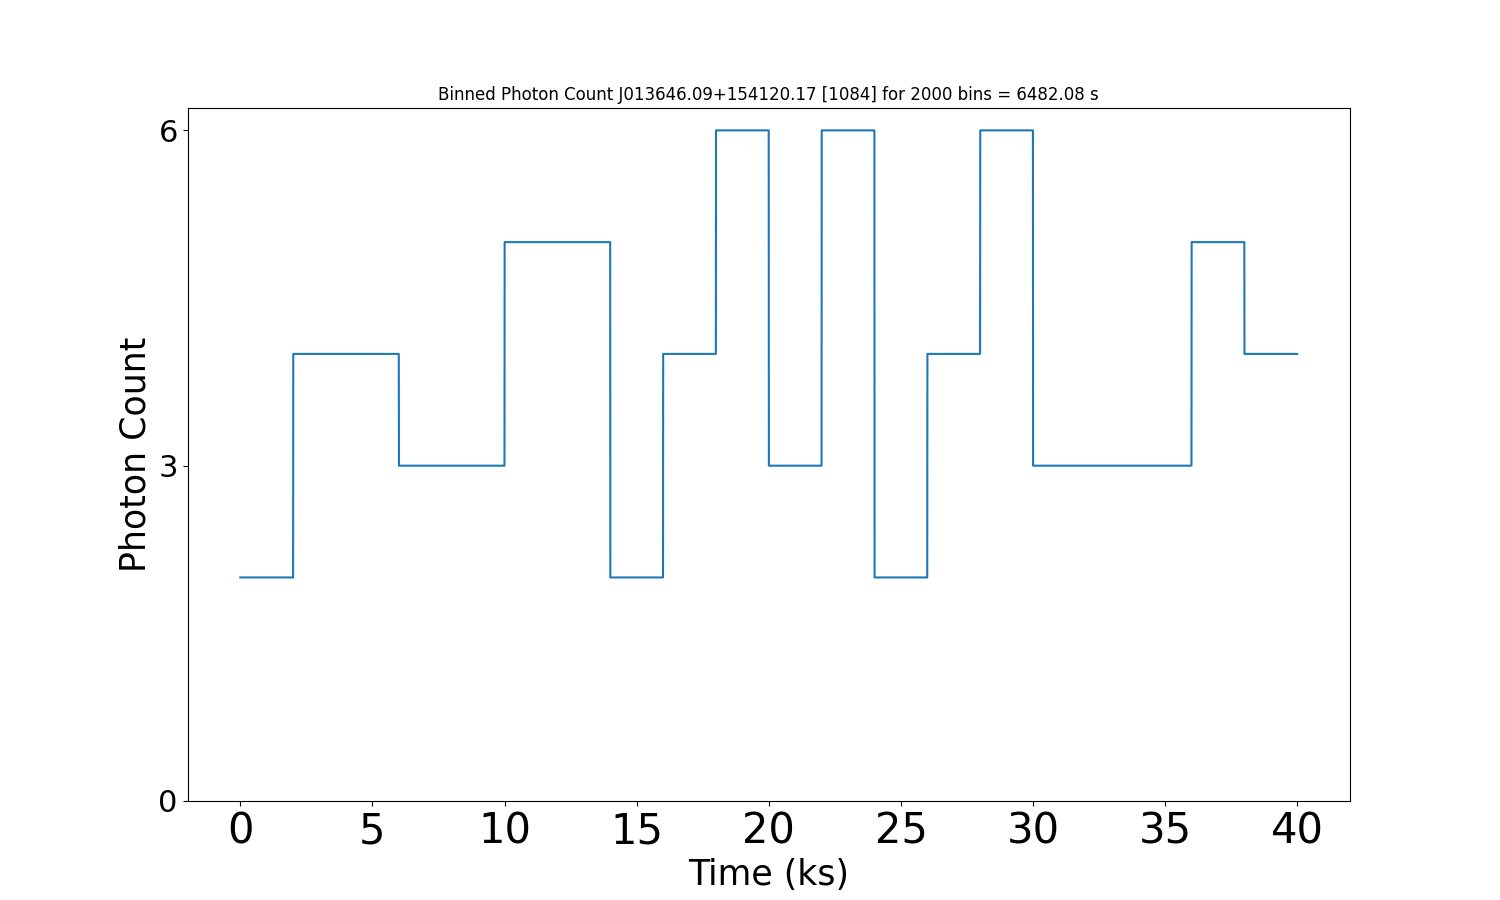 Binned Photon Count J013646.09+154120.17 [1084] for 2000 bins = 6482.08 s
6
3
0
Photon Count
0 5 10 15 20 25 30 35 40
Time (ks)